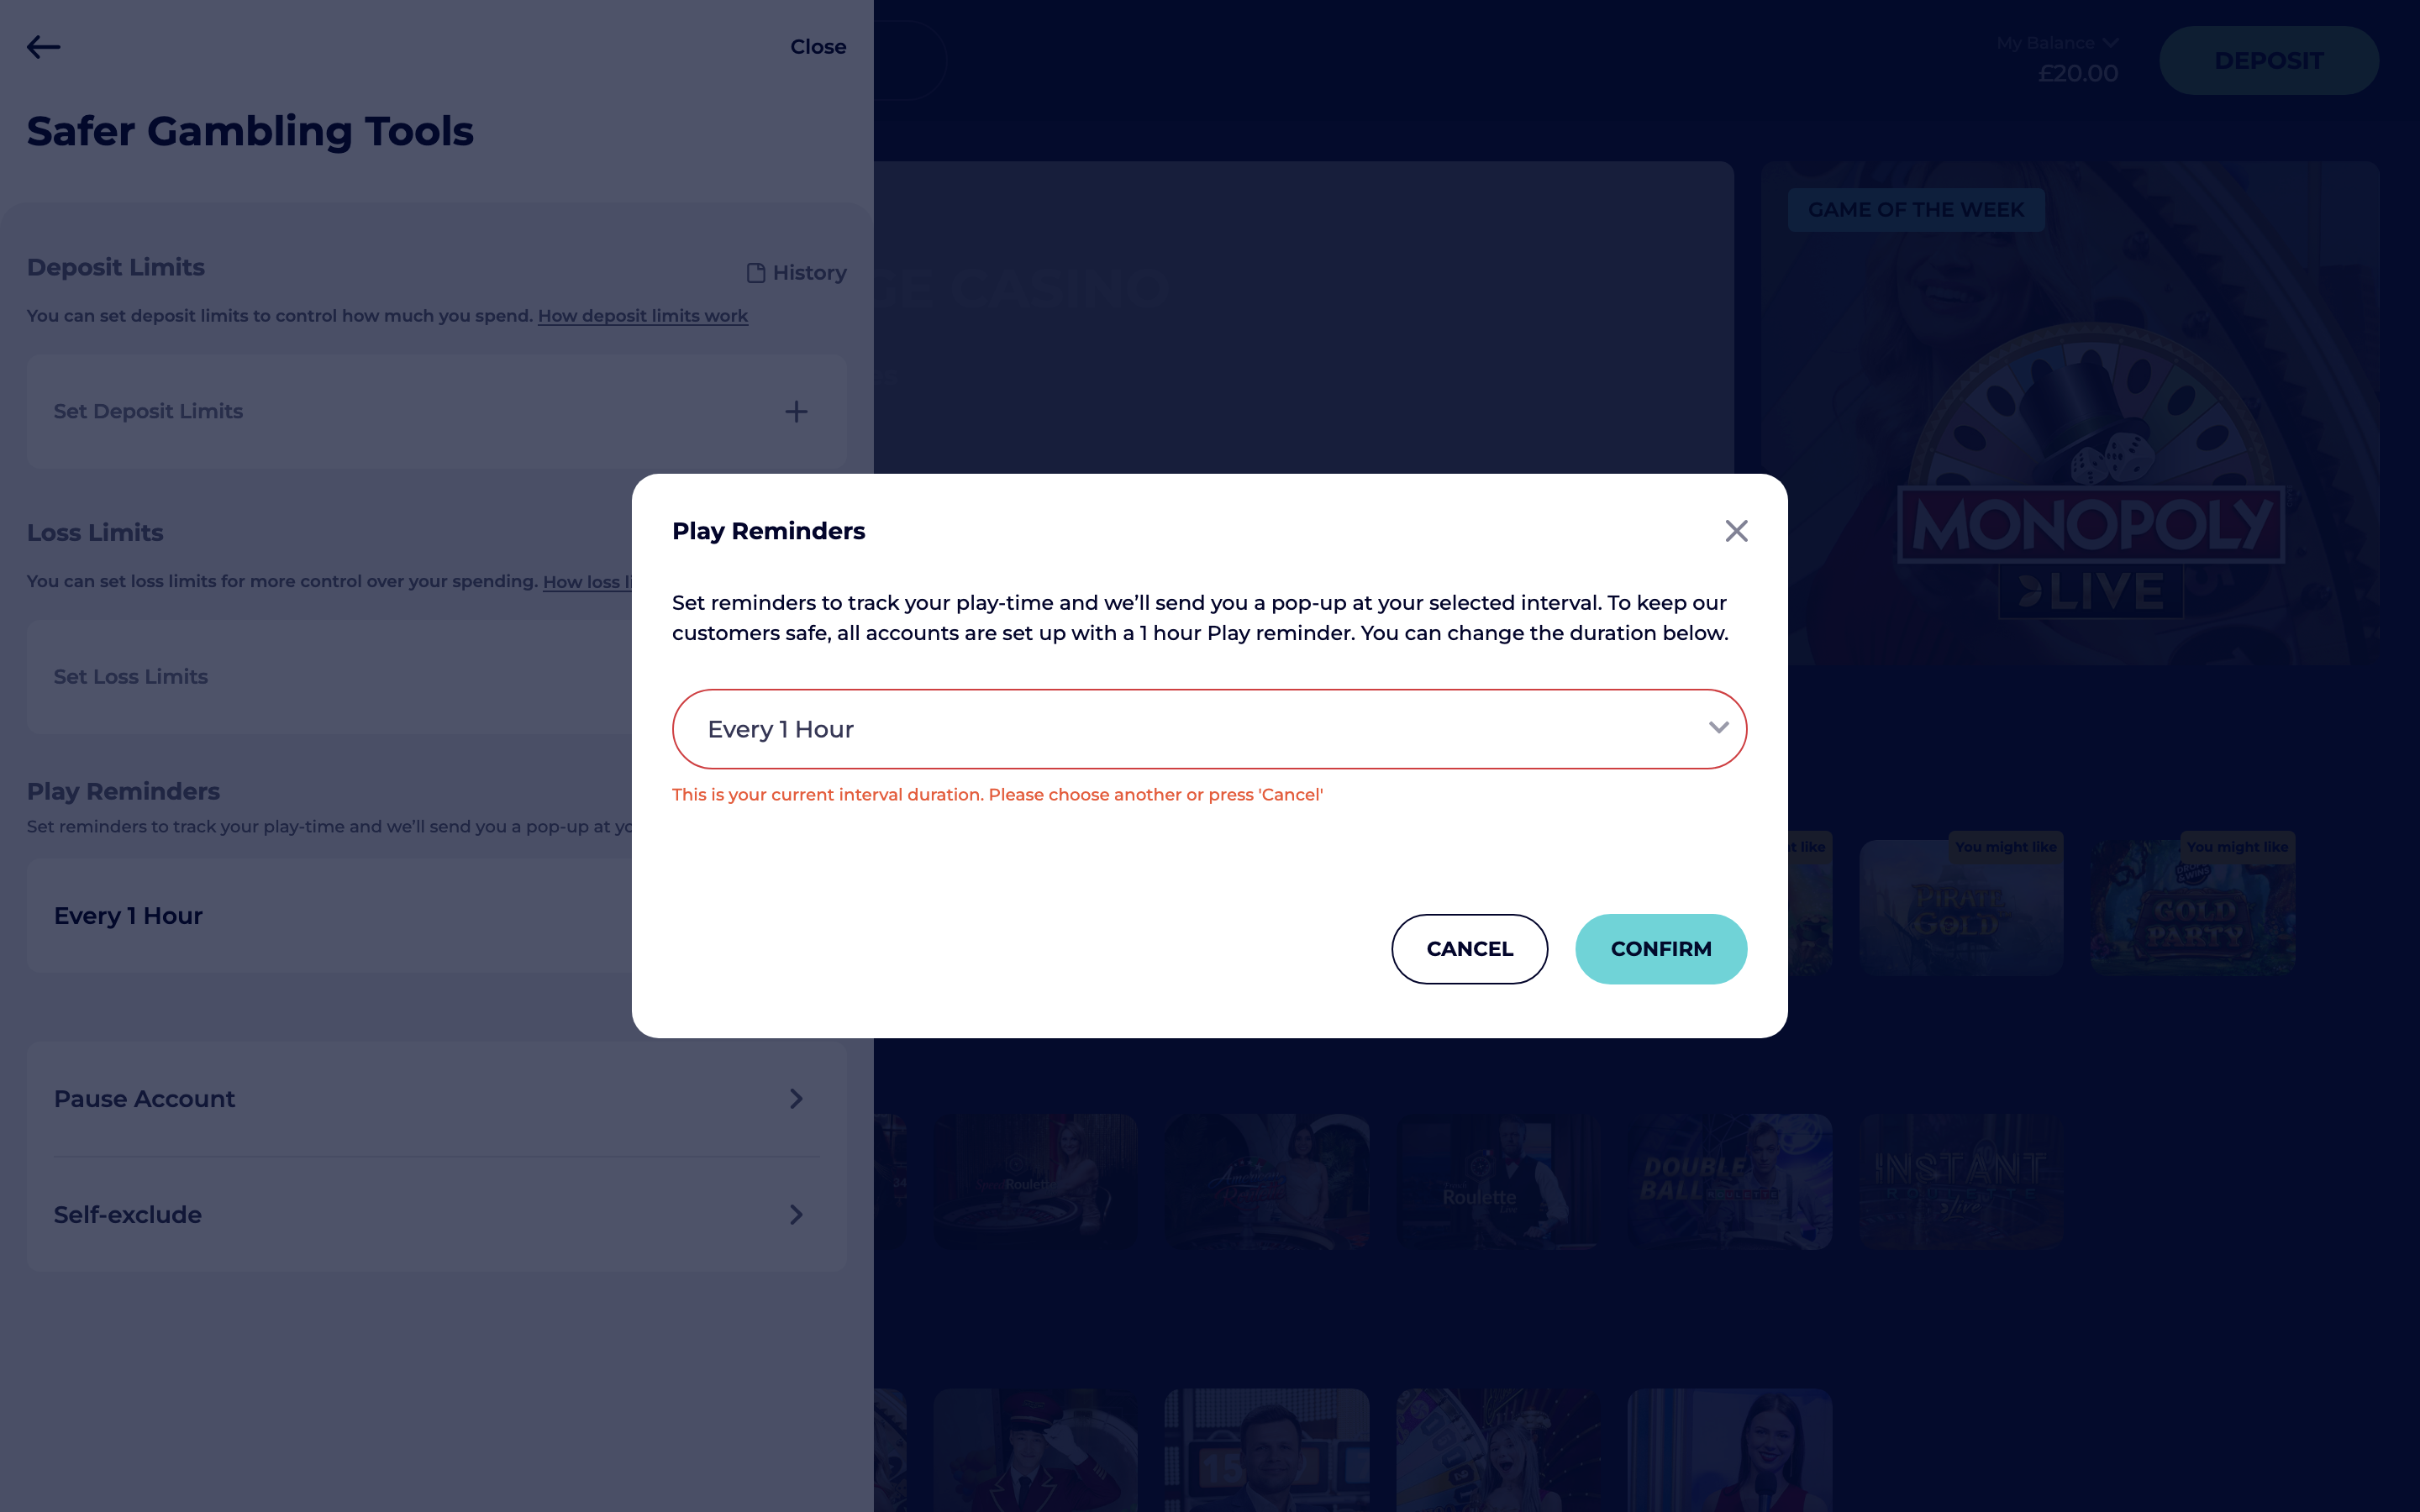 Close
Safer Gambling Tools
Deposit Limits
History
You can set deposit limits to control how much you spend. How deposit limits work
Set Deposit Limits
Loss Limits
You can set loss limits for more control over your spending. How loss li
Set Loss Limits
Play Reminders
Set reminders to track your play-time and we’ll send you a pop-up at yo
Every 1 Hour
Pause Account
Self-exclude
My Balance
£20.00
DEPOSIT
GE CASINO
GAME OF THE WEEK
MONOPOLY
LIVE
Play Reminders
Set reminders to track your play-time and we’ll send you a pop-up at your selected interval. To keep our
customers safe, all accounts are set up with a 1 hour Play reminder. You can change the duration below.
Every 1 Hour
This is your current interval duration. Please choose another or press 'Cancel'
CANCEL
CONFIRM
t like
You might like
You might like
PIRATE
GOLD
GOLD
PARTY
24
Roulette
Roulette
Live
DOUBLE
BALL
INSTANT
live